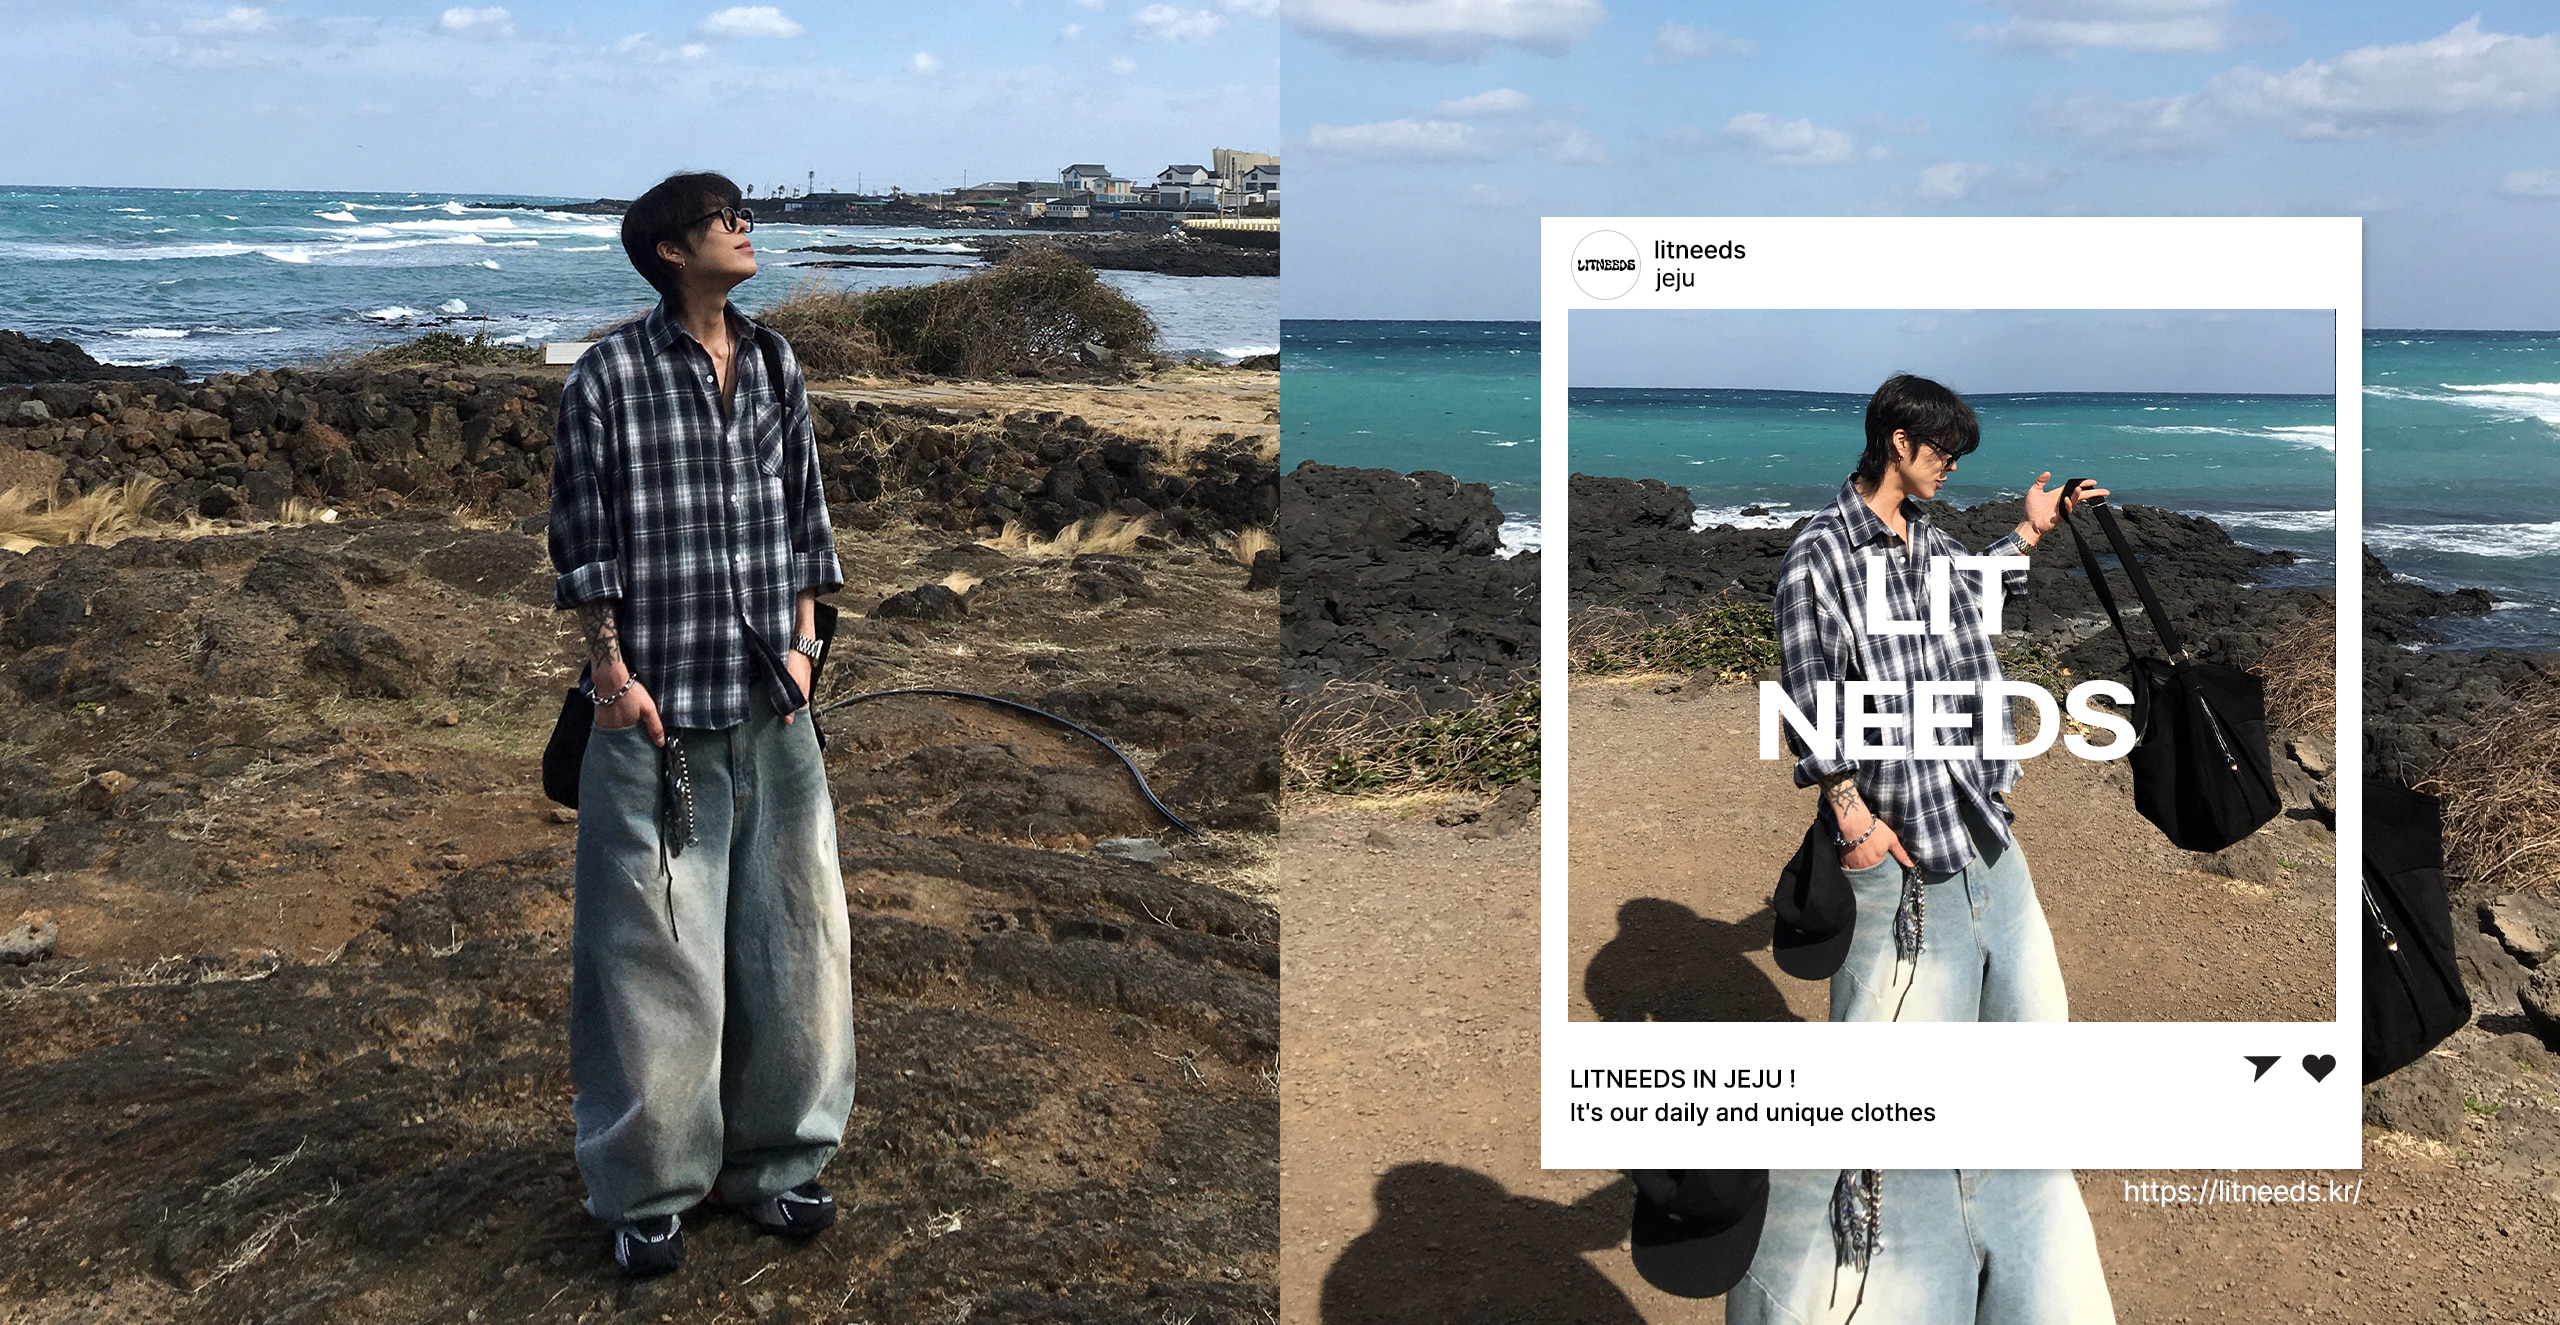 LITNEEDS
litneeds
jeju
LIT
NEEDS
LITNEEDS IN JEJU !
It's our daily and unique clothes
https://litneeds.kr/